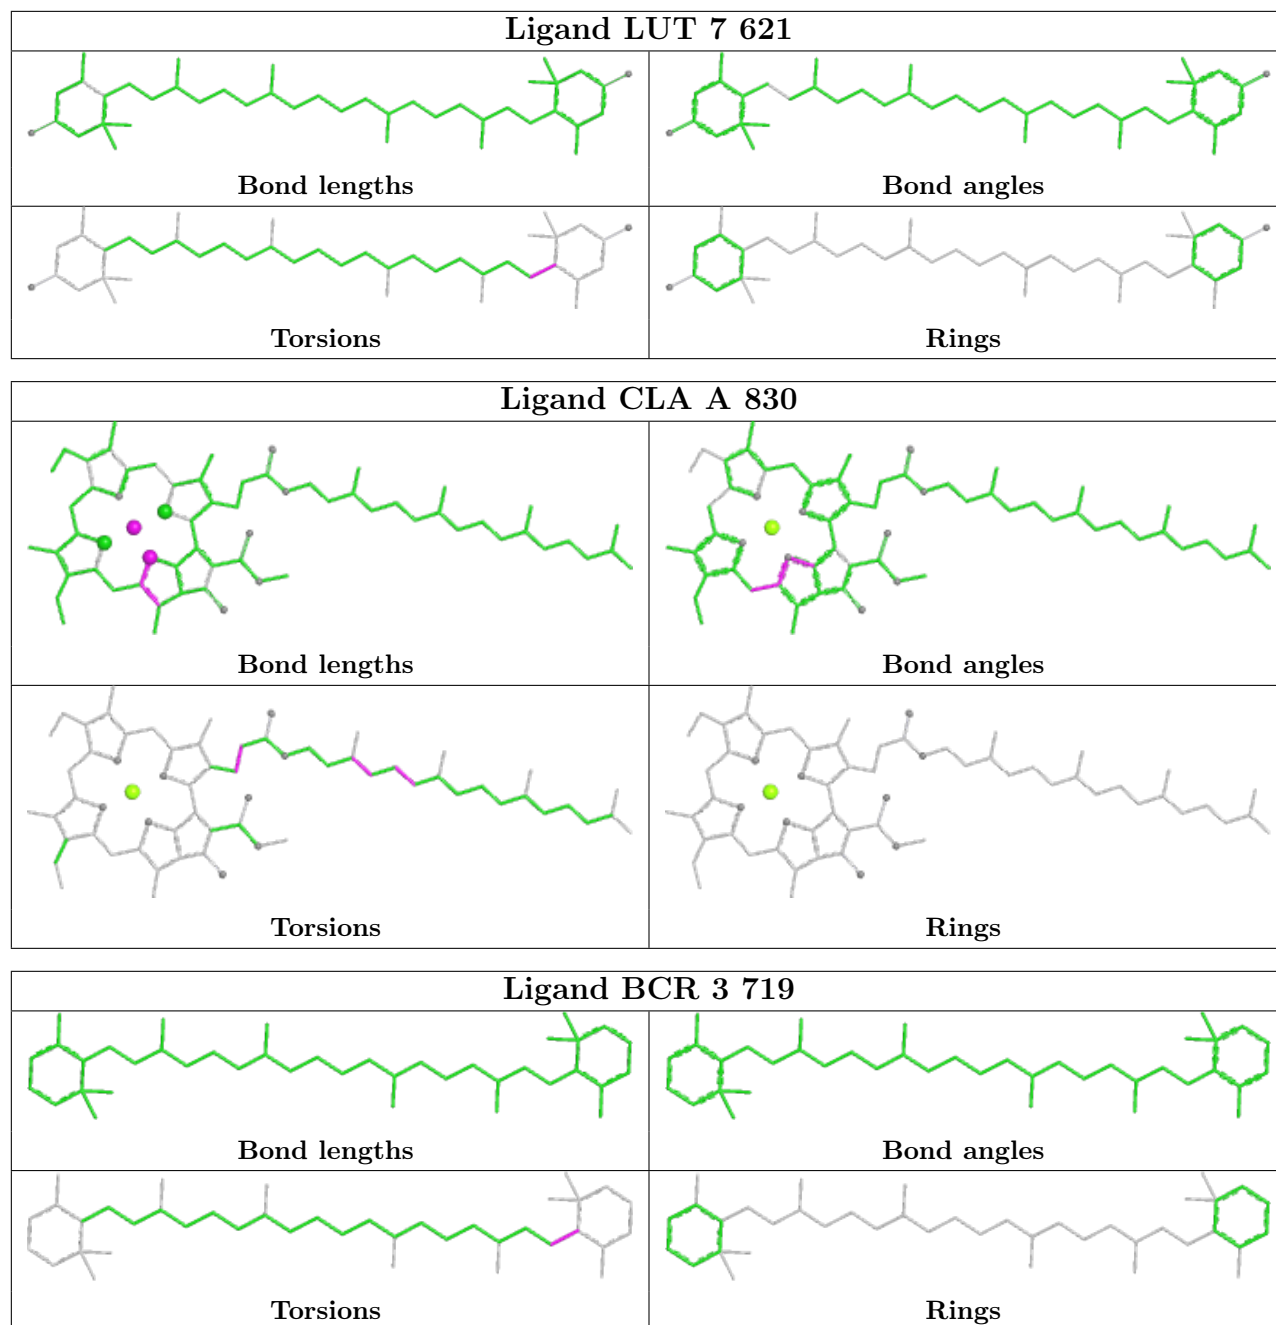 Ligand LUT 7 621
Bond lengths
Bond angles
Torsions
Rings
Ligand CLA A 830
Bond lengths
Bond angles
Torsions
Rings
Ligand BCR 3 719
Bond lengths
Bond angles
Torsions
Rings